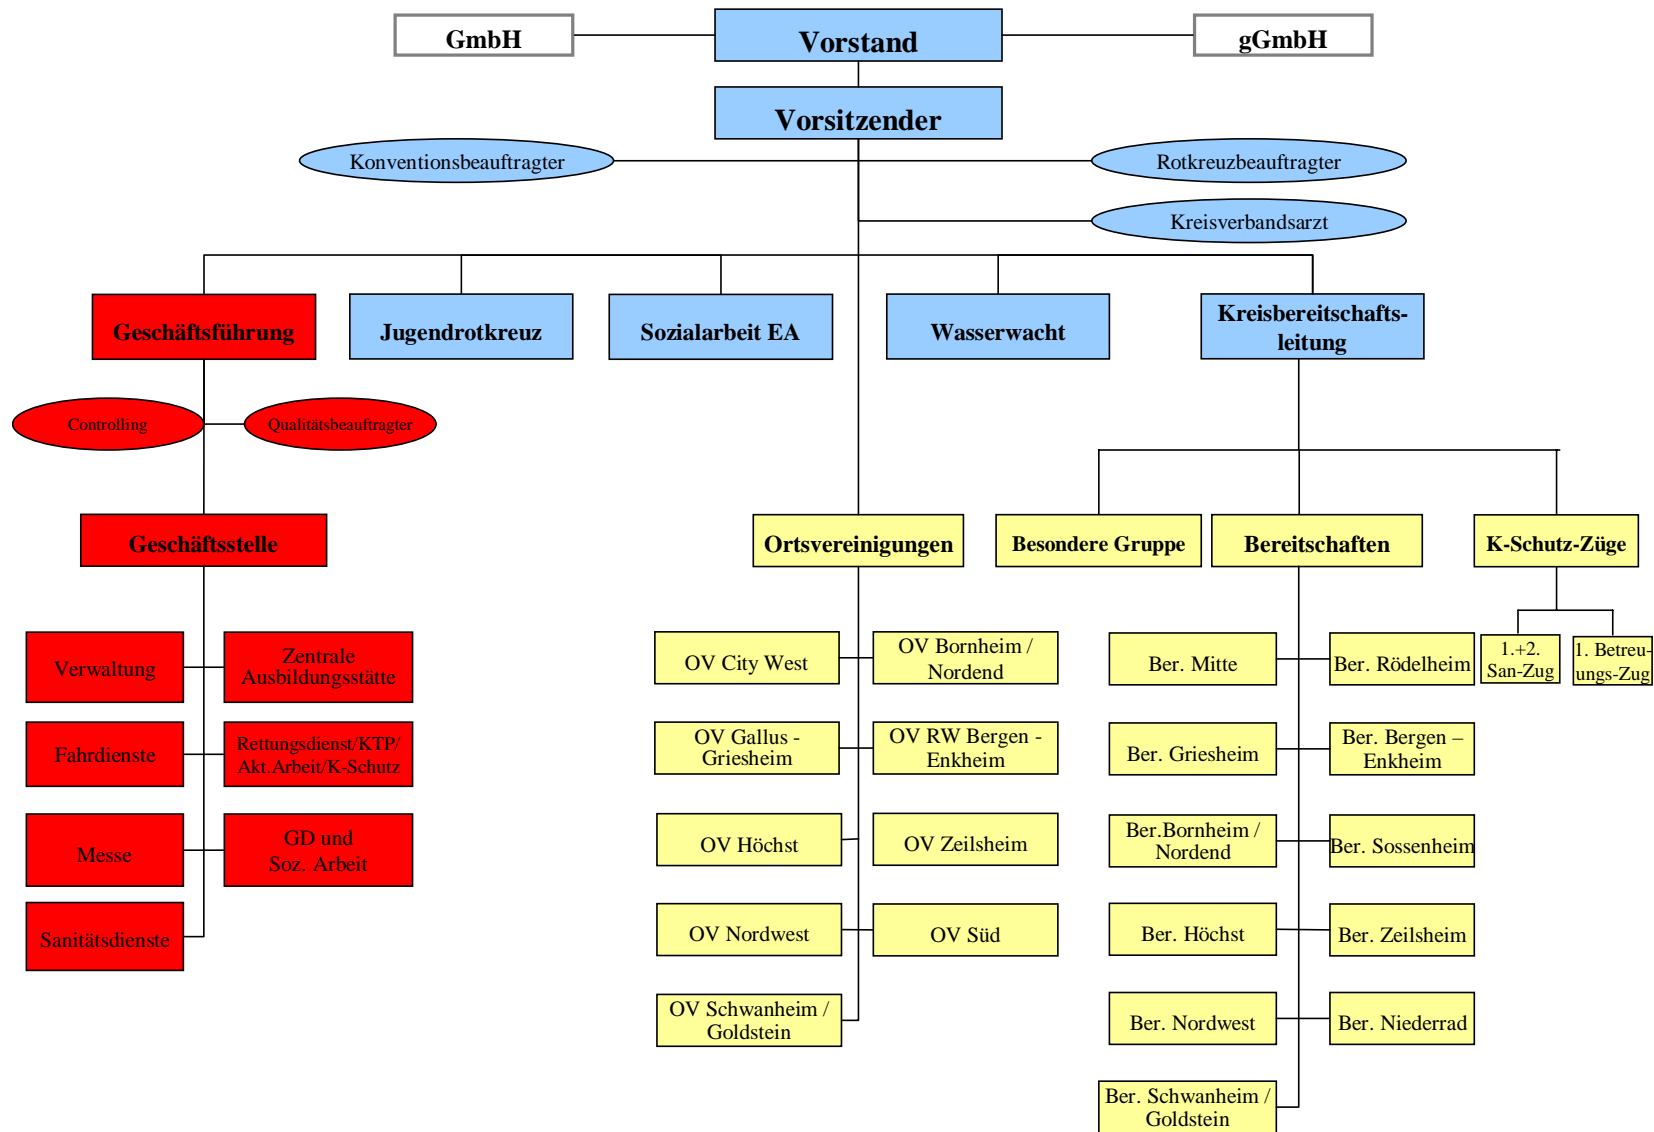 GmbH
Vorstand
gGmbH
Vorsitzender
Konventionsbeauftragter
Rotkreuzbeauftragter
Kreisverbandsarzt
Geschäftsführung
Jugendrotkreuz
Sozialarbeit EA
Wasserwacht
Kreisbereitschafts-
leitung
Controlling
Qualitätsbeauftragter
Geschäftsstelle
Ortsvereinigungen
Besondere Gruppe
Bereitschaften
K-Schutz-Züge
Verwaltung
Zentrale
Ausbildungsstätte
Fahrdienste
Rettungsdienst/KTP/
Akt.Arbeit/K-Schutz
Messe
GD und
Soz. Arbeit
Sanitätsdienste
OV City West
OV Bornheim /
Nordend
OV Gallus -
Griesheim
OV RW Bergen -
Enkheim
OV Höchst
OV Zeilsheim
OV Nordwest
OV Süd
OV Schwanheim /
Goldstein
Ber. Mitte
Ber. Rödelheim
Ber. Griesheim
Ber. Bergen –
Enkheim
Ber.Bornheim /
Nordend
Ber. Sossenheim
Ber. Höchst
Ber. Zeilsheim
Ber. Nordwest
Ber. Niederrad
Ber. Schwanheim /
Goldstein
1.+2.
San-Zug
1. Betreu-
ungs-Zug